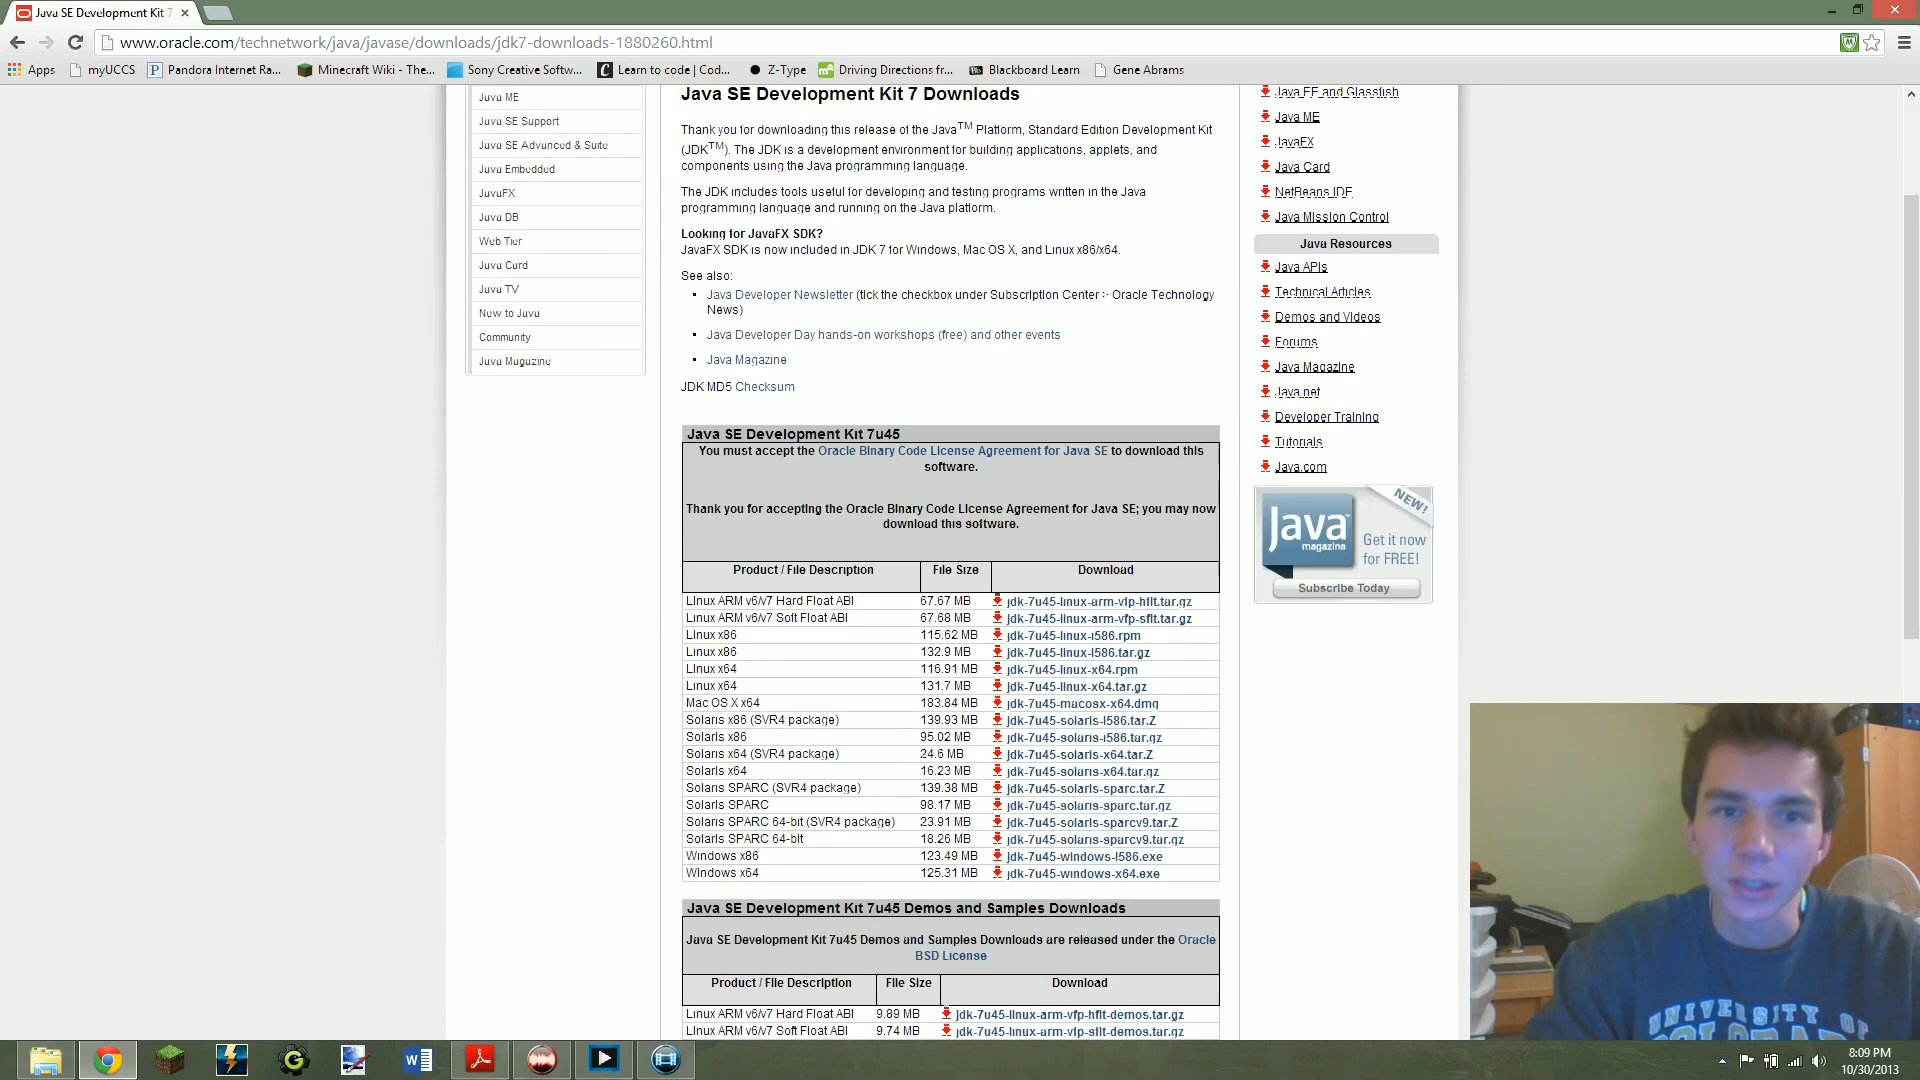 Java SE Development Kit 7
www.oracle.com/technetwork/java/javase/downloads/jdk7-downloads-1880260.html
Apps
myUCCS
Pandora Internet Ra...
Minecraft Wiki - The...
Sony Creative Softw...
Learn to code | Cod...
Z-Type
Driving Directions fr...
Blackboard Learn
Gene Abrams
Java ME
Java SE Support
Java SE Advanced & Suite
Java Embedded
JavaFX
Java DB
Web Tier
Java Card
Java TV
New to Java
Community
Java Magazine
Java SE Development Kit 7 Downloads
Thank you for downloading this release of the Java™ Platform, Standard Edition Development Kit
(JDK™). The JDK is a development environment for building applications, applets, and
components using the Java programming language.
The JDK includes tools useful for developing and testing programs written in the Java
programming language and running on the Java platform.
Looking for JavaFX SDK?
JavaFX SDK is now included in JDK 7 for Windows, Mac OS X, and Linux x86/x64.
See also:
Java Developer Newsletter (tick the checkbox under Subscription Center > Oracle Technology
News)
Java Developer Day hands-on workshops (free) and other events
Java Magazine
JDK MD5 Checksum
Java SE Development Kit 7u45
You must accept the Oracle Binary Code License Agreement for Java SE to download this
software.
Thank you for accepting the Oracle Binary Code License Agreement for Java SE; you may now
download this software.
Product / File Description File Size Download
Linux ARM v6/v7 Hard Float ABI 67.67 MB jdk-7u45-linux-arm-vfp-hflt.tar.gz
Linux ARM v6/v7 Soft Float ABI 67.68 MB jdk-7u45-linux-arm-vfp-sflt.tar.gz
Linux x86 115.62 MB jdk-7u45-linux-i586.rpm
Linux x86 132.9 MB jdk-7u45-linux-i586.tar.gz
Linux x64 116.91 MB jdk-7u45-linux-x64.rpm
Linux x64 131.7 MB jdk-7u45-linux-x64.tar.gz
Mac OS X x64 183.84 MB jdk-7u45-macosx-x64.dmg
Solaris x86 (SVR4 package) 139.93 MB jdk-7u45-solaris-i586.tar.Z
Solaris x86 95.02 MB jdk-7u45-solaris-i586.tar.gz
Solaris x64 (SVR4 package) 24.6 MB jdk-7u45-solaris-x64.tar.Z
Solaris x64 16.23 MB jdk-7u45-solaris-x64.tar.gz
Solaris SPARC (SVR4 package) 139.38 MB jdk-7u45-solaris-sparc.tar.Z
Solaris SPARC 98.17 MB jdk-7u45-solaris-sparc.tar.gz
Solaris SPARC 64-bit (SVR4 package) 23.91 MB jdk-7u45-solaris-sparcv9.tar.Z
Solaris SPARC 64-bit 18.26 MB jdk-7u45-solaris-sparcv9.tar.gz
Windows x86 123.49 MB jdk-7u45-windows-i586.exe
Windows x64 125.31 MB jdk-7u45-windows-x64.exe
Java SE Development Kit 7u45 Demos and Samples Downloads
Java SE Development Kit 7u45 Demos and Samples Downloads are released under the Oracle
BSD License
Product / File Description File Size Download
Linux ARM v6/v7 Hard Float ABI 9.89 MB jdk-7u45-linux-arm-vfp-hflt-demos.tar.gz
Linux ARM v6/v7 Soft Float ABI 9.74 MB jdk-7u45-linux-arm-vfp-sflt-demos.tar.gz
Java EE and Glassfish
Java ME
JavaFX
Java Card
NetBeans IDE
Java Mission Control
Java Resources
Java APIs
Technical Articles
Demos and Videos
Forums
Java Magazine
Java.net
Developer Training
Tutorials
Java.com
NEW!
Java
magazine
Get it now
for FREE!
Subscribe Today
UNIVERSITY OF
COLORADO
8:09 PM
10/30/2013